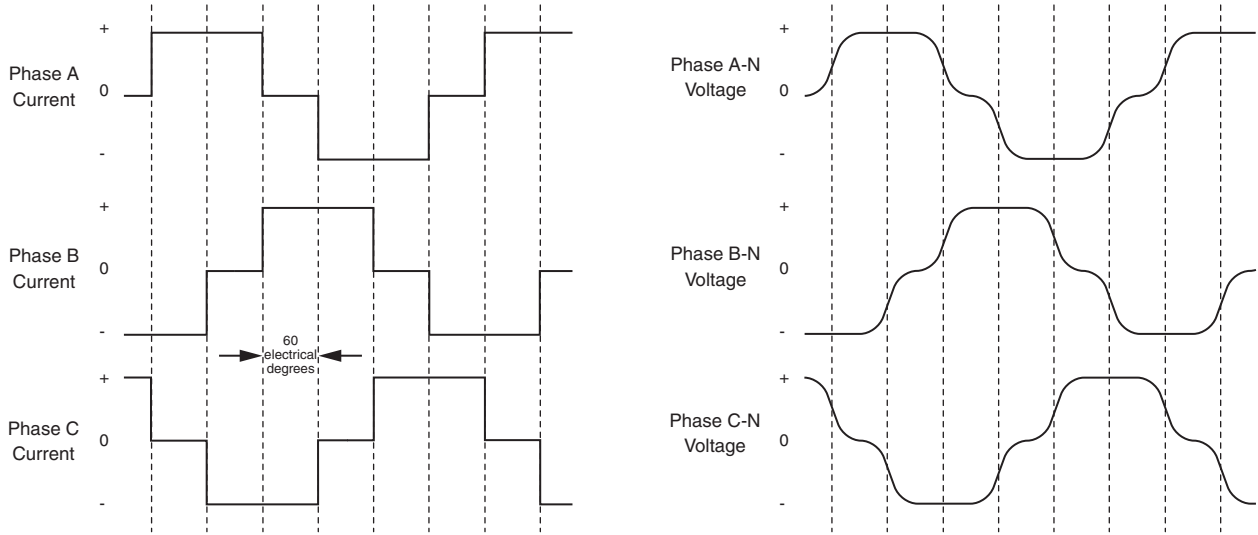 +
Phase A
Current
0
-
+
Phase B
Current
0
-
60
electrical
degrees
+
Phase C
Current
0
-
+
Phase A-N
Voltage
0
-
+
Phase B-N
Voltage
0
-
+
Phase C-N
Voltage
0
-